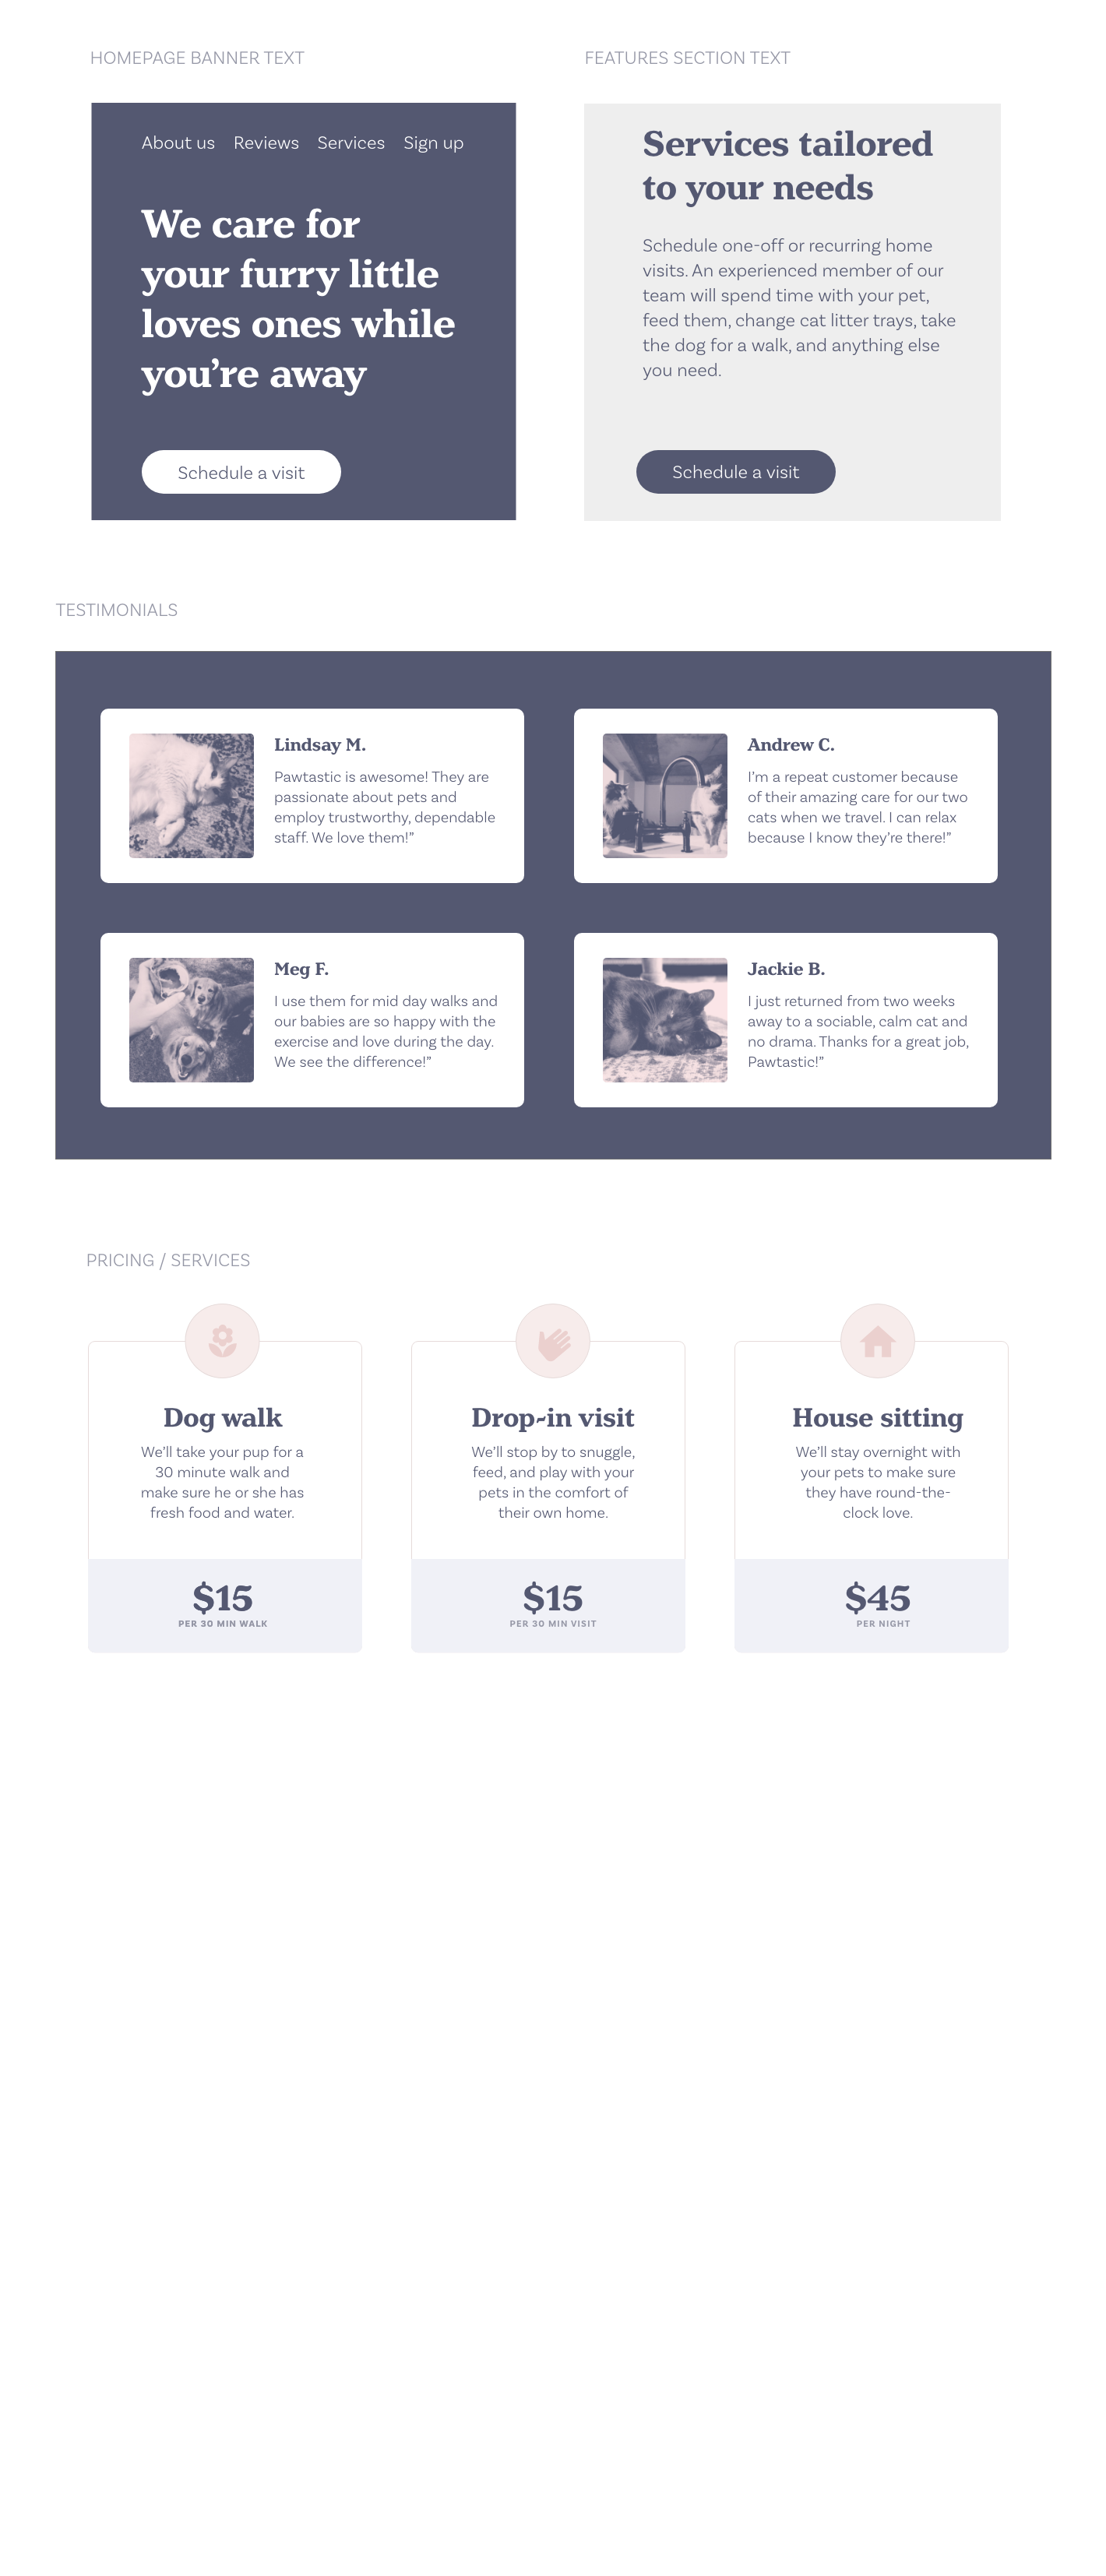 HOMEPAGE BANNER TEXT
About us Reviews Services Sign up
We care for
your furry little
loves ones while
you’re away
Schedule a visit
FEATURES SECTION TEXT
Services tailored
to your needs
Schedule one-off or recurring home
visits. An experienced member of our
team will spend time with your pet,
feed them, change cat litter trays, take
the dog for a walk, and anything else
you need.
Schedule a visit
TESTIMONIALS
Lindsay M.
Pawtastic is awesome! They are
passionate about pets and
employ trustworthy, dependable
staff. We love them!”
Andrew C.
I’m a repeat customer because
of their amazing care for our two
cats when we travel. I can relax
because I know they’re there!”
Meg F.
I use them for mid day walks and
our babies are so happy with the
exercise and love during the day.
We see the difference!”
Jackie B.
I just returned from two weeks
away to a sociable, calm cat and
no drama. Thanks for a great job,
Pawtastic!”
PRICING / SERVICES
Dog walk
We’ll take your pup for a
30 minute walk and
make sure he or she has
fresh food and water.
$15
PER 30 MIN WALK
Drop-in visit
We’ll stop by to snuggle,
feed, and play with your
pets in the comfort of
their own home.
$15
PER 30 MIN VISIT
House sitting
We’ll stay overnight with
your pets to make sure
they have round-the-
clock love.
$45
PER NIGHT